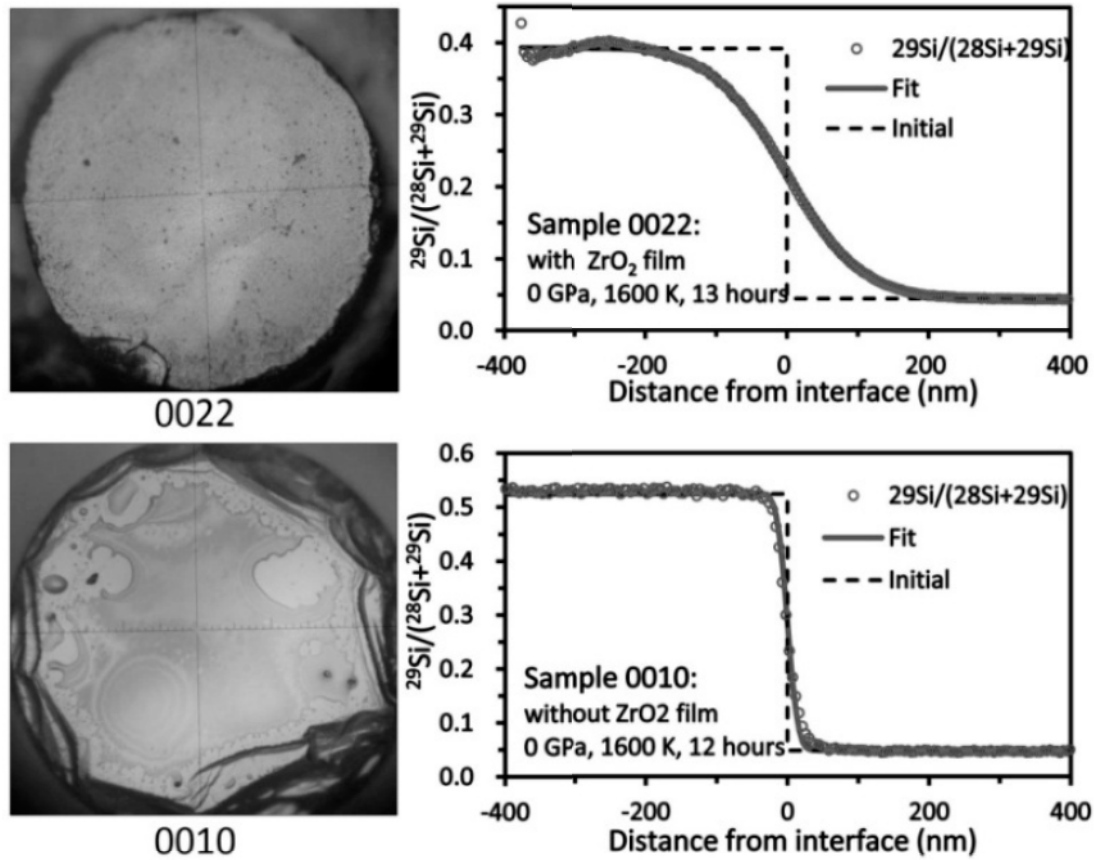 0.4
0.3
0.2
0.1
0.0
²⁹Si/(²⁸Si+²⁹Si)
29Si/(28Si+29Si)
Fit
Initial
Sample 0022:
with ZrO₂ film
0 GPa, 1600 K, 13 hours
-400 -200 0 200 400
Distance from interface (nm)
0022
0.6
0.5
0.4
0.3
0.2
0.1
0.0
²⁹Si/(²⁸Si+²⁹Si)
29Si/(28Si+29Si)
Fit
Initial
Sample 0010:
without ZrO2 film
0 GPa, 1600 K, 12 hours
-400 -200 0 200 400
Distance from interface (nm)
0010